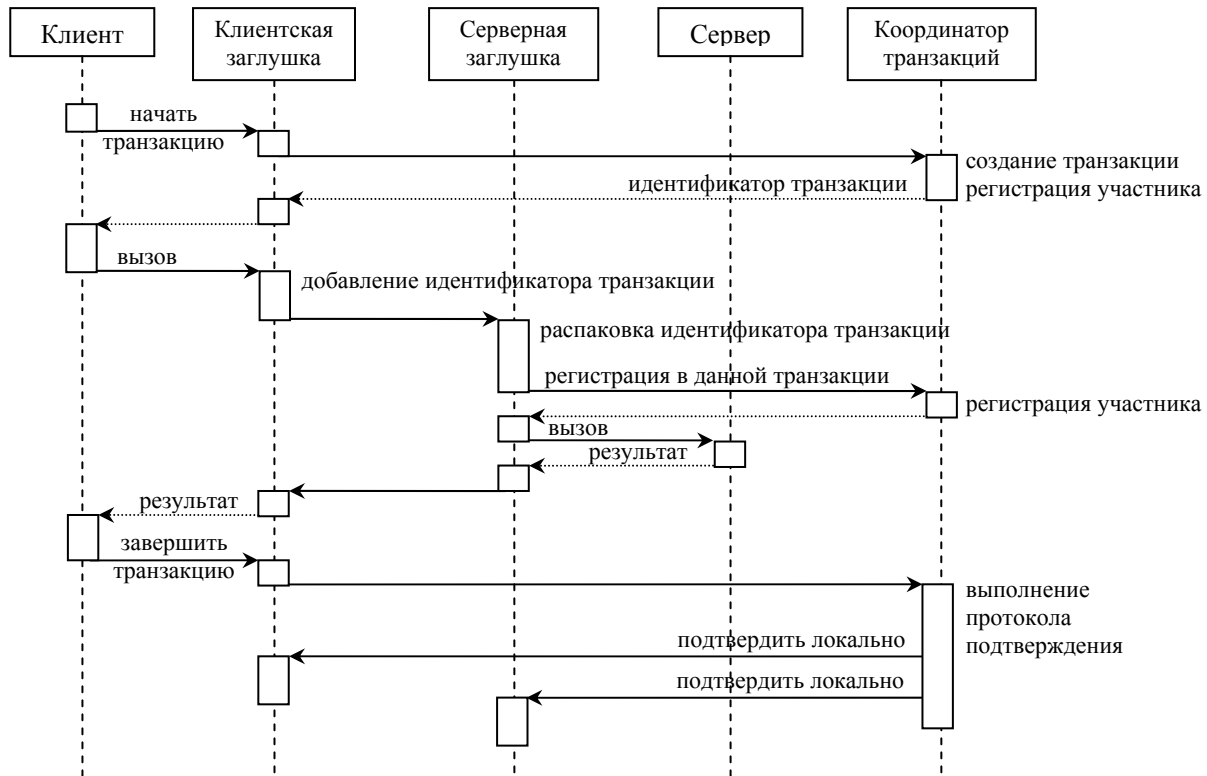 Клиент
Клиентская
заглушка
Серверная
заглушка
Сервер
Координатор
транзакций
начать
транзакцию
создание транзакции
регистрация участника
идентификатор транзакции
вызов
добавление идентификатора транзакции
распаковка идентификатора транзакции
регистрация в данной транзакции
регистрация участника
вызов
результат
результат
завершить
транзакцию
выполнение
протокола
подтверждения
подтвердить локально
подтвердить локально